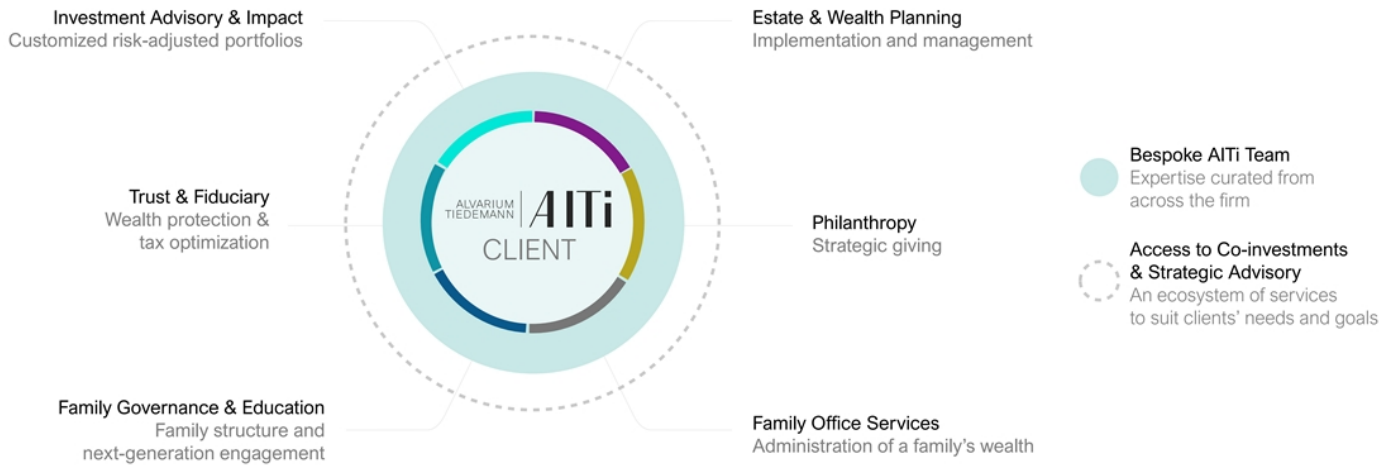 Investment Advisory & Impact
Customized risk-adjusted portfolios
Estate & Wealth Planning
Implementation and management
Trust & Fiduciary
Wealth protection &
tax optimization
ALVARIUM
TIEDEMANN
AlTi
CLIENT
Philanthropy
Strategic giving
Family Governance & Education
Family structure and
next-generation engagement
Family Office Services
Administration of a family's wealth
Bespoke AlTi Team
Expertise curated from
across the firm
Access to Co-investments
& Strategic Advisory
An ecosystem of services
to suit clients' needs and goals